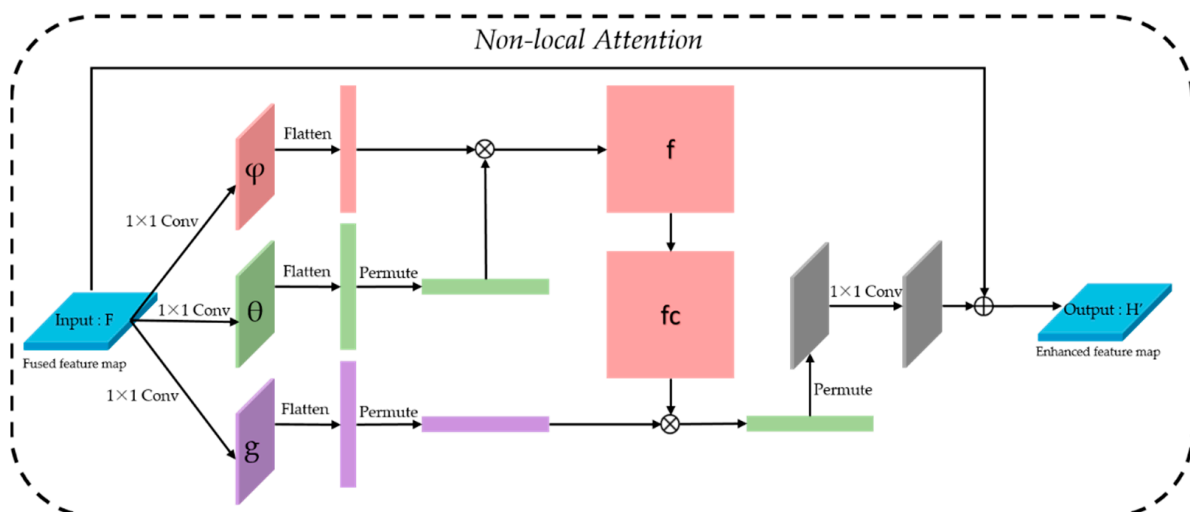 Non-local Attention
Flatten
φ
f
1×1 Conv
Flatten
Permute
θ
1×1 Conv
Input : F
Fused feature map
fc
1×1 Conv
Output : H′
Enhanced feature map
1×1 Conv
Flatten
Permute
Permute
g